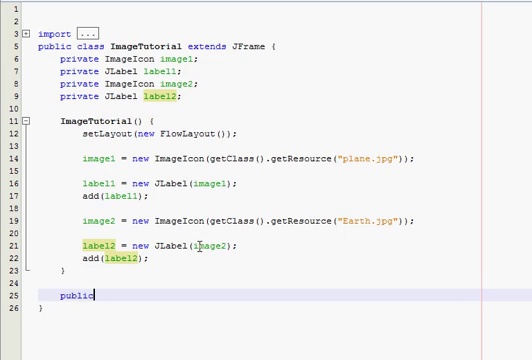 1
2
3 import ...
5 public class ImageTutorial extends JFrame {
6 private ImageIcon image1;
7 private JLabel label1;
8 private ImageIcon image2;
9 private JLabel label2;
10
11 ImageTutorial() {
12 setLayout(new FlowLayout());
13
14 image1 = new ImageIcon(getClass().getResource("plane.jpg"));
15
16 label1 = new JLabel(image1);
17 add(label1);
18
19 image2 = new ImageIcon(getClass().getResource("Earth.jpg"));
20
21 label2 = new JLabel(image2);
22 add(label2);
23 }
24
25 public
26 }